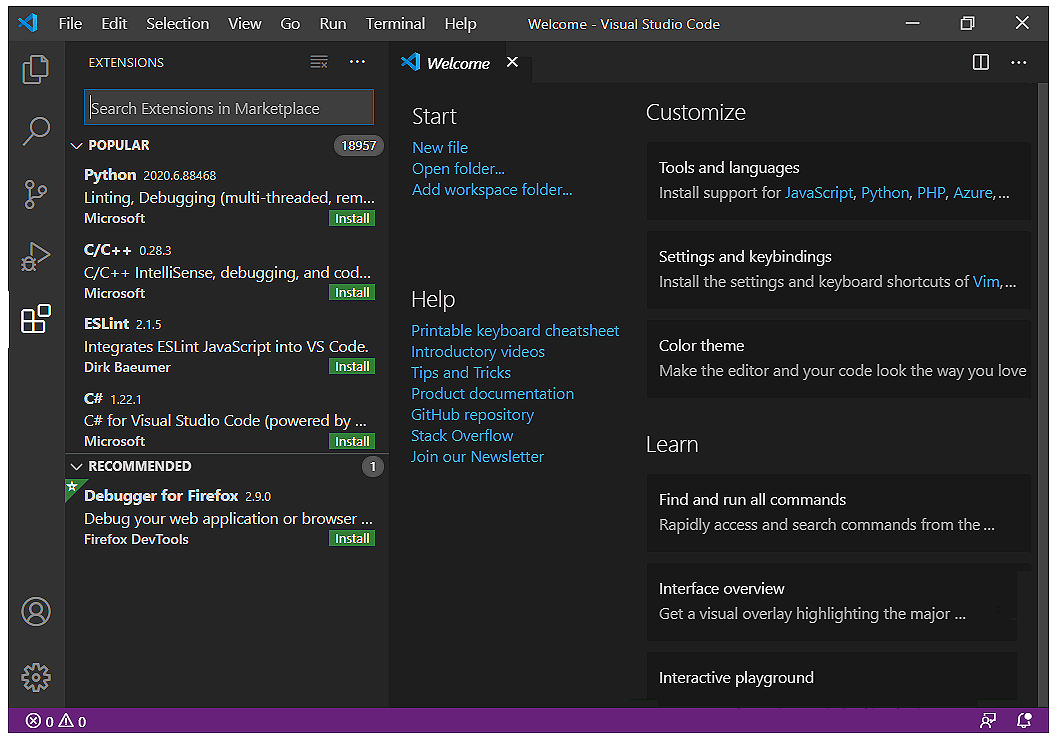 File Edit Selection View Go Run Terminal Help Welcome - Visual Studio Code
EXTENSIONS
Search Extensions in Marketplace
POPULAR 18957
Python 2020.6.88468
Linting, Debugging (multi-threaded, rem...
Microsoft Install
C/C++ 0.28.3
C/C++ IntelliSense, debugging, and cod...
Microsoft Install
ESLint 2.1.5
Integrates ESLint JavaScript into VS Code.
Dirk Baeumer Install
C# 1.22.1
C# for Visual Studio Code (powered by ...
Microsoft Install
RECOMMENDED 1
Debugger for Firefox 2.9.0
Debug your web application or browser ...
Firefox DevTools Install
Welcome
Start
New file
Open folder...
Add workspace folder...
Help
Printable keyboard cheatsheet
Introductory videos
Tips and Tricks
Product documentation
GitHub repository
Stack Overflow
Join our Newsletter
Customize
Tools and languages
Install support for JavaScript, Python, PHP, Azure,...
Settings and keybindings
Install the settings and keyboard shortcuts of Vim,...
Color theme
Make the editor and your code look the way you love
Learn
Find and run all commands
Rapidly access and search commands from the ...
Interface overview
Get a visual overlay highlighting the major ...
Interactive playground
0 0